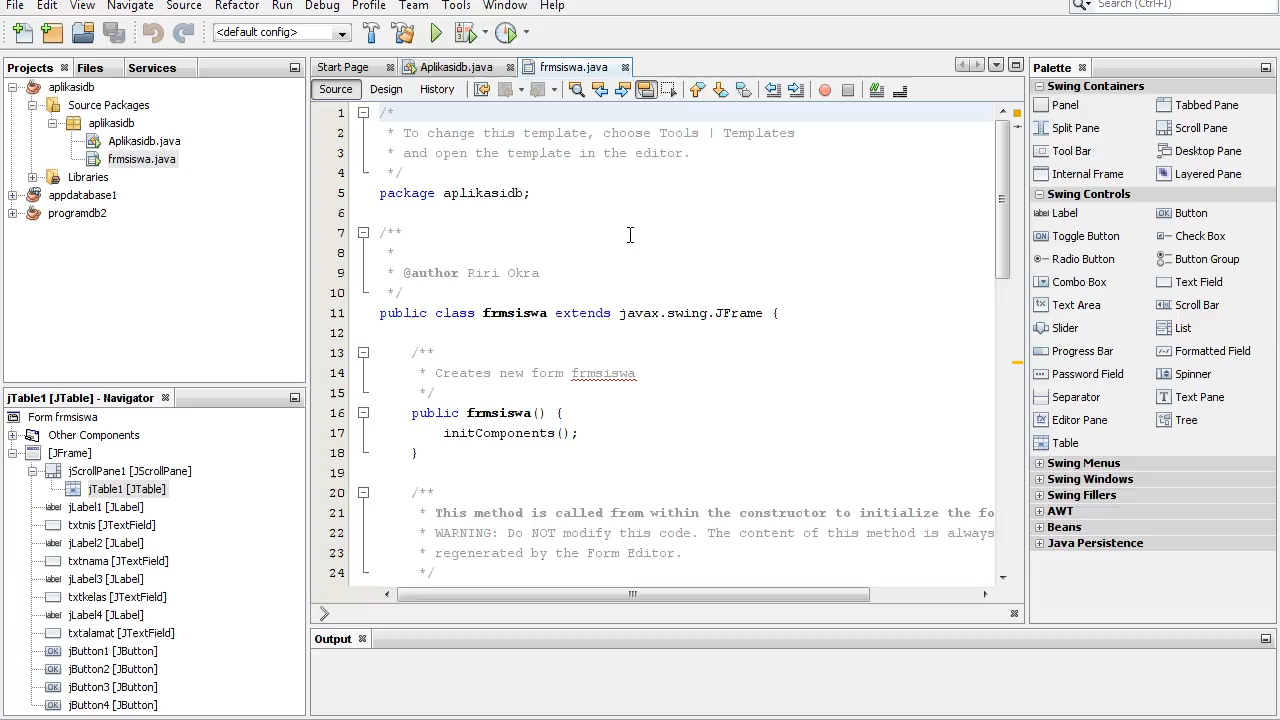 File Edit View Navigate Source Refactor Run Debug Profile Team Tools Window Help
Search (Ctrl+I)
<default config>
Projects Files Services
aplikasidb
Source Packages
aplikasidb
Aplikasidb.java
frmsiswa.java
Libraries
appdatabase1
programdb2
jTable1 [JTable] - Navigator
Form frmsiswa
Other Components
[JFrame]
jScrollPane1 [JScrollPane]
jTable1 [JTable]
label jLabel1 [JLabel]
txtnis [JTextField]
label jLabel2 [JLabel]
txtnama [JTextField]
label jLabel3 [JLabel]
txtkelas [JTextField]
label jLabel4 [JLabel]
txtalamat [JTextField]
OK jButton1 [JButton]
OK jButton2 [JButton]
OK jButton3 [JButton]
OK jButton4 [JButton]
Start Page Aplikasidb.java frmsiswa.java
Source Design History
1 /*
2 * To change this template, choose Tools | Templates
3 * and open the template in the editor.
4 */
5 package aplikasidb;
6
7 /**
8 *
9 * @author Riri Okra
10 */
11 public class frmsiswa extends javax.swing.JFrame {
12
13 /**
14 * Creates new form frmsiswa
15 */
16 public frmsiswa() {
17 initComponents();
18 }
19
20 /**
21 * This method is called from within the constructor to initialize the fo
22 * WARNING: Do NOT modify this code. The content of this method is always
23 * regenerated by the Form Editor.
24 */
Output
Palette
Swing Containers
Panel Tabbed Pane
Split Pane Scroll Pane
Tool Bar Desktop Pane
Internal Frame Layered Pane
Swing Controls
label Label OK Button
ON Toggle Button Check Box
Radio Button Button Group
Combo Box Text Field
Text Area Scroll Bar
Slider List
Progress Bar Formatted Field
Password Field Spinner
Separator T Text Pane
Editor Pane Tree
Table
Swing Menus
Swing Windows
Swing Fillers
AWT
Beans
Java Persistence